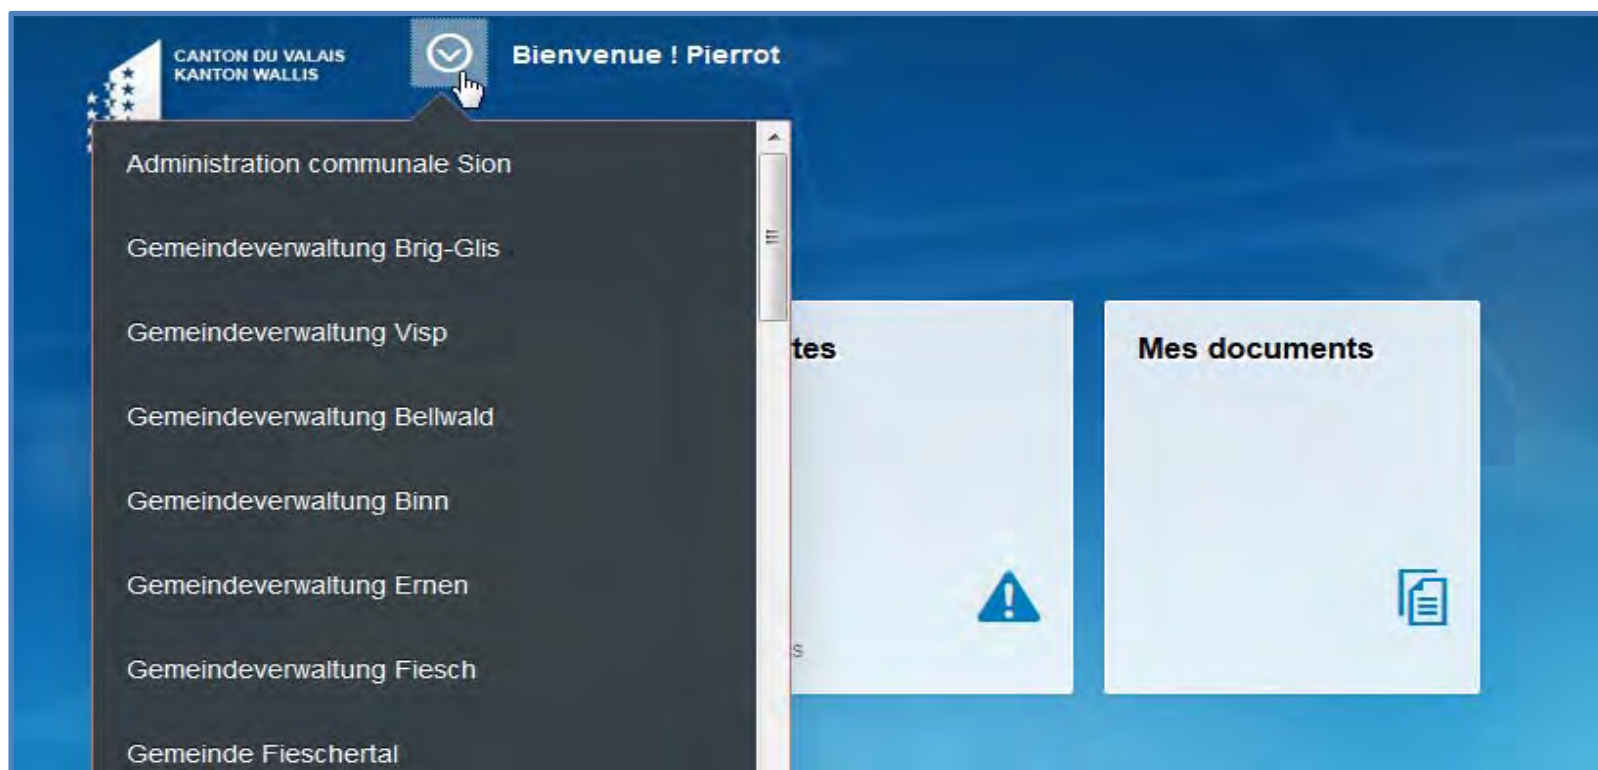 CANTON DU VALAIS
KANTON WALLIS
Bienvenue ! Pierrot
Administration communale Sion
Gemeindeverwaltung Brig-Glis
Gemeindeverwaltung Visp
Gemeindeverwaltung Bellwald
Gemeindeverwaltung Binn
Gemeindeverwaltung Ernen
Gemeindeverwaltung Fiesch
Gemeinde Fieschertal
tes
s
Mes documents